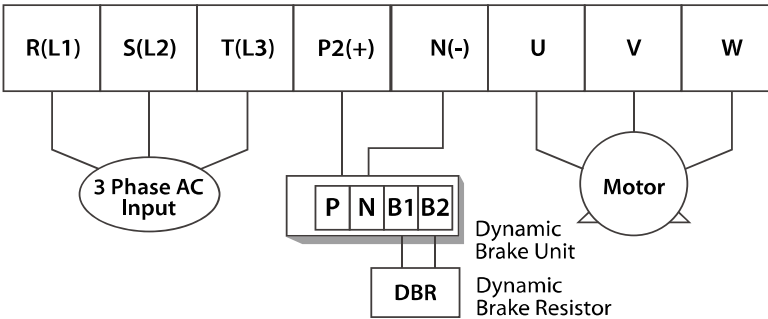 R(L1) S(L2) T(L3) P2(+) N(-) U V W
3 Phase AC
Input
P N B1 B2
Motor
Dynamic
Brake Unit
DBR
Dynamic
Brake Resistor